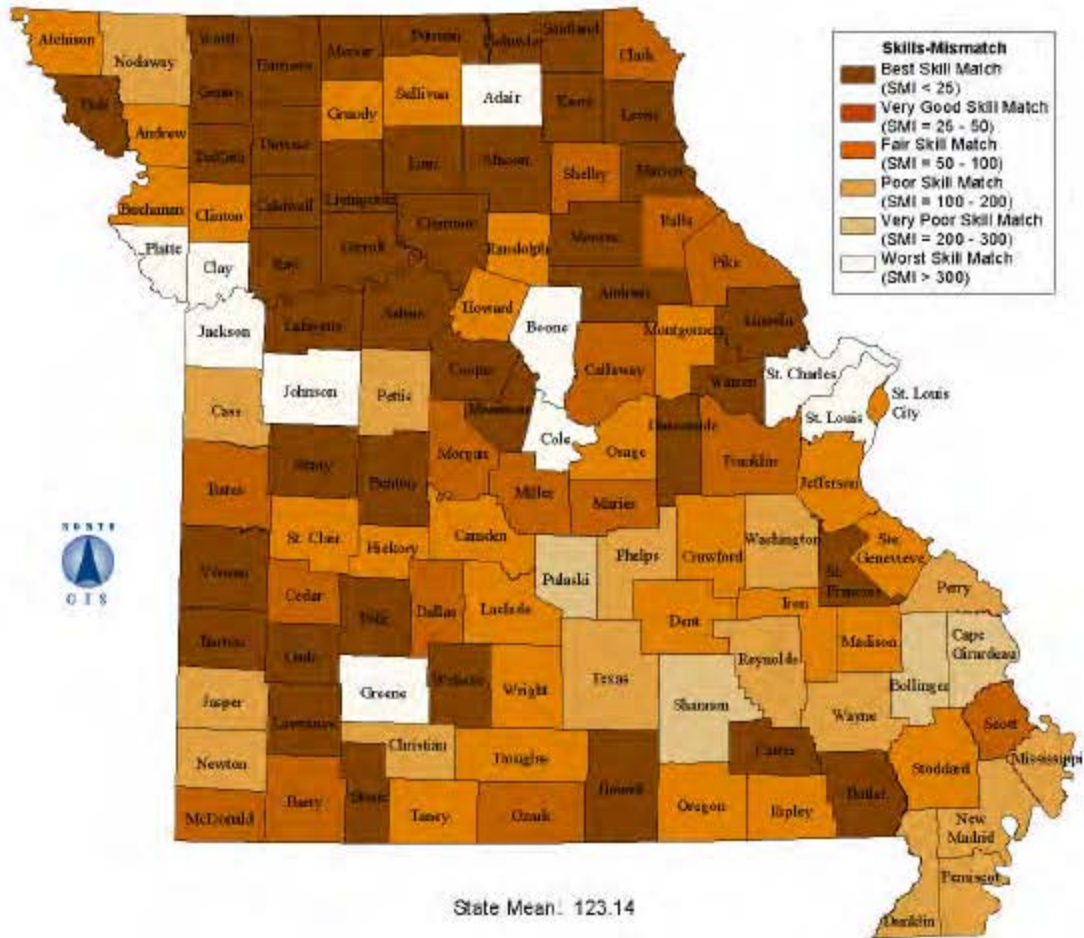 Atchison
Nodaway
Worth
Mercer
Putnam
Schuyler
Scotland
Clark
Harrison
Gentry
Holt
Andrew
Grundy
Sullivan
Adair
Knox
Lewis
DeKalb
Daviess
Linn
Macon
Shelby
Marion
Buchanan
Clinton
Caldwell
Livingston
Chariton
Randolph
Monroe
Ralls
Pike
Platte
Clay
Ray
Carroll
Howard
Boone
Audrain
Montgomery
Lincoln
Jackson
Lafayette
Saline
Cooper
Callaway
Warren
St. Charles
St. Louis
St. Louis
City
Cass
Johnson
Pettis
Moniteau
Cole
Osage
Gasconade
Franklin
Jefferson
Bates
Henry
Benton
Morgan
Miller
Maries
St. Clair
Hickory
Camden
Pulaski
Phelps
Crawford
Washington
Ste.
Genevieve
St.
Francois
Perry
Vernon
Cedar
Polk
Dallas
Laclede
Dent
Iron
Madison
Cape
Girardeau
Bollinger
Barton
Dade
Greene
Webster
Wright
Texas
Shannon
Reynolds
Wayne
Scott
Jasper
Lawrence
Christian
Douglas
Howell
Carter
Butler
Stoddard
Mississippi
Newton
McDonald
Barry
Stone
Taney
Ozark
Oregon
Ripley
New
Madrid
Pemiscot
Dunklin
Skills-Mismatch
Best Skill Match
(SMI < 25)
Very Good Skill Match
(SMI = 25 - 50)
Fair Skill Match
(SMI = 50 - 100)
Poor Skill Match
(SMI = 100 - 200)
Very Poor Skill Match
(SMI = 200 - 300)
Worst Skill Match
(SMI > 300)
NORTH
GIS
State Mean: 123.14